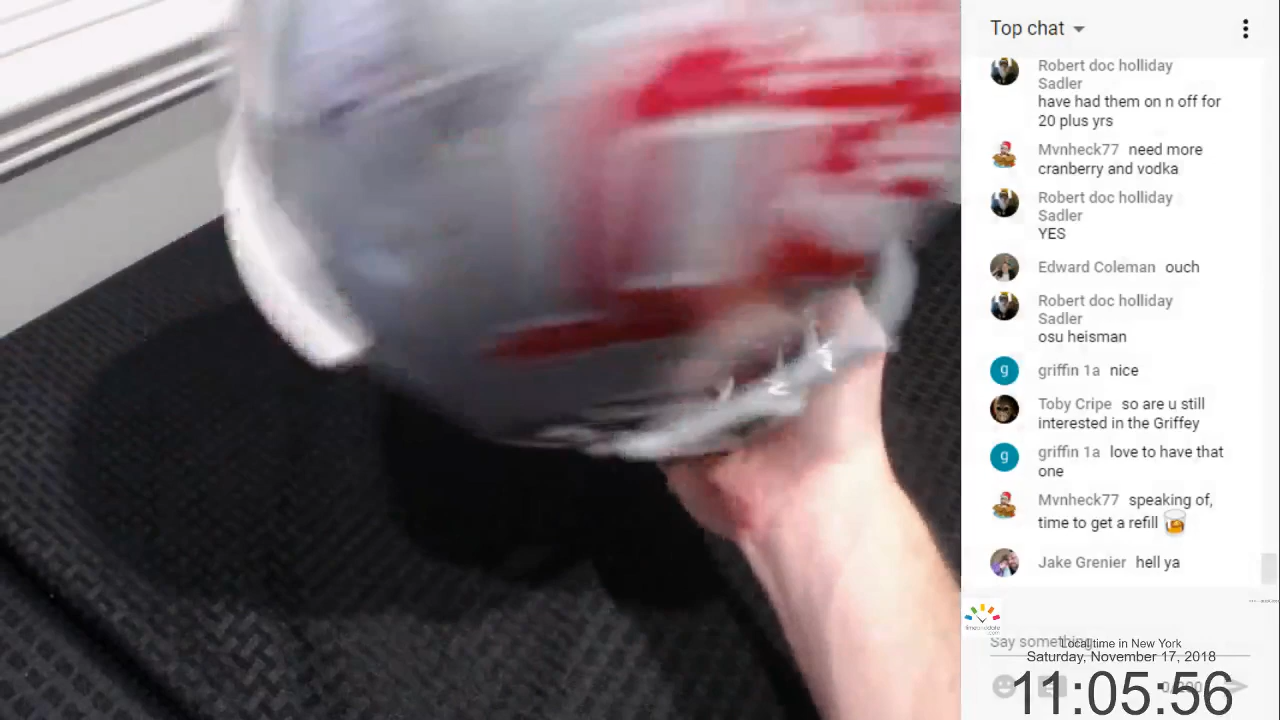 Top chat
Robert doc holliday
Sadler
have had them on n off for
20 plus yrs
Mvnheck77 need more
cranberry and vodka
Robert doc holliday
Sadler
YES
Edward Coleman ouch
Robert doc holliday
Sadler
osu heisman
g griffin 1a nice
Toby Cripe so are u still
interested in the Griffey
g griffin 1a love to have that
one
Mvnheck77 speaking of,
time to get a refill
Jake Grenier hell ya
Say something...
Local time in New York
Saturday, November 17, 2018
11:05:56